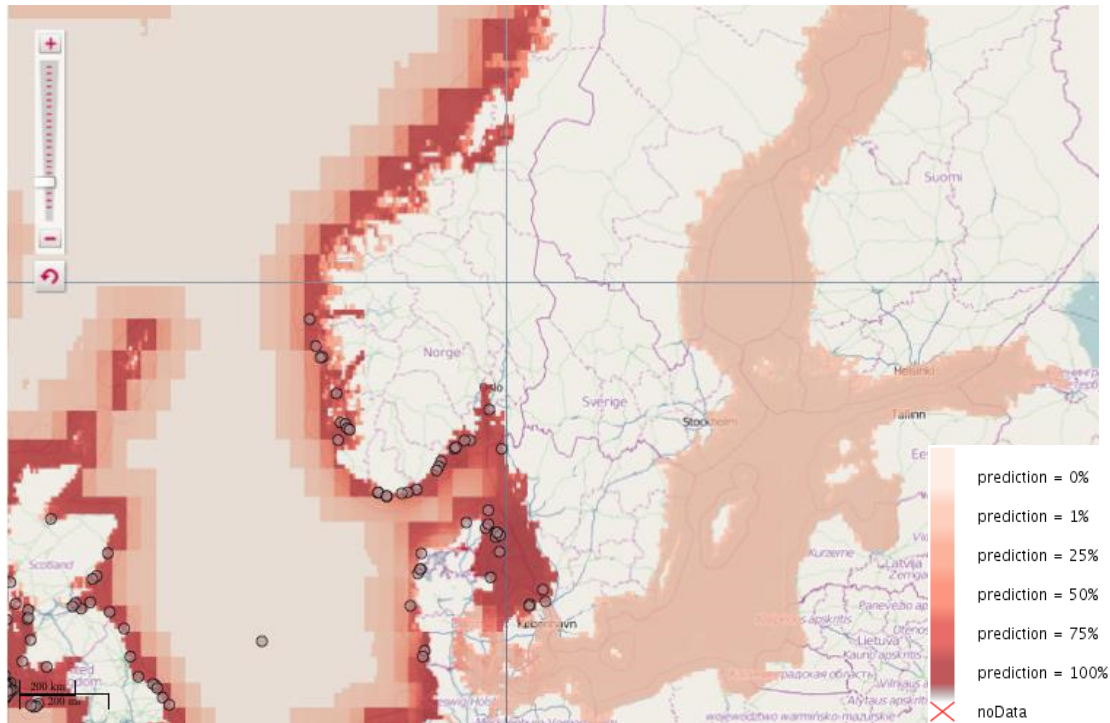 +
−
Suomi
Norge
Oslo
Sverige
Stockholm
Helsinki
Tallinn
prediction = 0%
prediction = 1%
prediction = 25%
prediction = 50%
prediction = 75%
prediction = 100%
noData
Scotland
Kurzeme
Latvija
København
Lietuva
200 km
200 mi